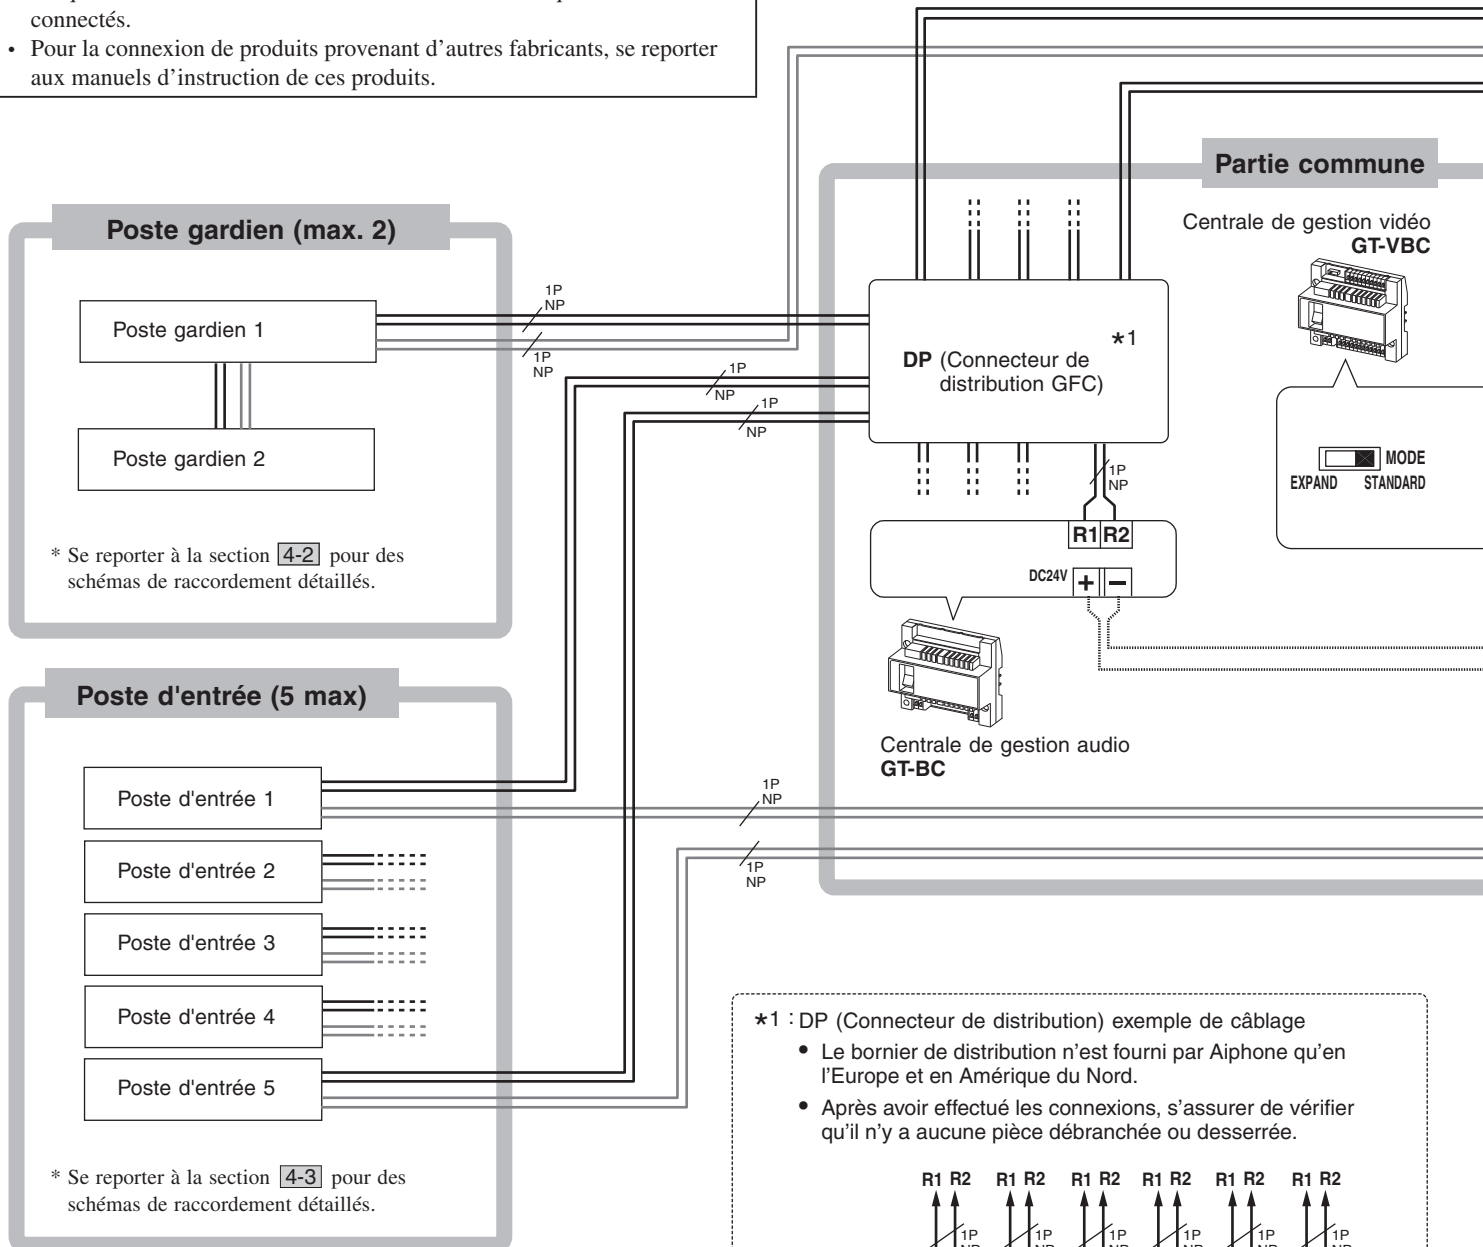 connectés.
• Pour la connexion de produits provenant d’autres fabricants, se reporter
aux manuels d’instruction de ces produits.
Partie commune
Centrale de gestion vidéo
GT-VBC
Poste gardien (max. 2)
Poste gardien 1
Poste gardien 2
* Se reporter à la section 4-2 pour des
schémas de raccordement détaillés.
1P
NP
1P
NP
1P
NP
1P
NP
*1
DP (Connecteur de
distribution GFC)
1P
NP
R1 R2
DC24V + −
MODE
EXPAND STANDARD
Centrale de gestion audio
GT-BC
Poste d'entrée (5 max)
Poste d'entrée 1
Poste d'entrée 2
Poste d'entrée 3
Poste d'entrée 4
Poste d'entrée 5
1P
NP
1P
NP
* Se reporter à la section 4-3 pour des
schémas de raccordement détaillés.
*1 : DP (Connecteur de distribution) exemple de câblage
• Le bornier de distribution n’est fourni par Aiphone qu’en
l’Europe et en Amérique du Nord.
• Après avoir effectué les connexions, s’assurer de vérifier
qu’il n’y a aucune pièce débranchée ou desserrée.
R1 R2 R1 R2 R1 R2 R1 R2 R1 R2 R1 R2
1P 1P 1P 1P 1P 1P
NP NP NP NP NP NP